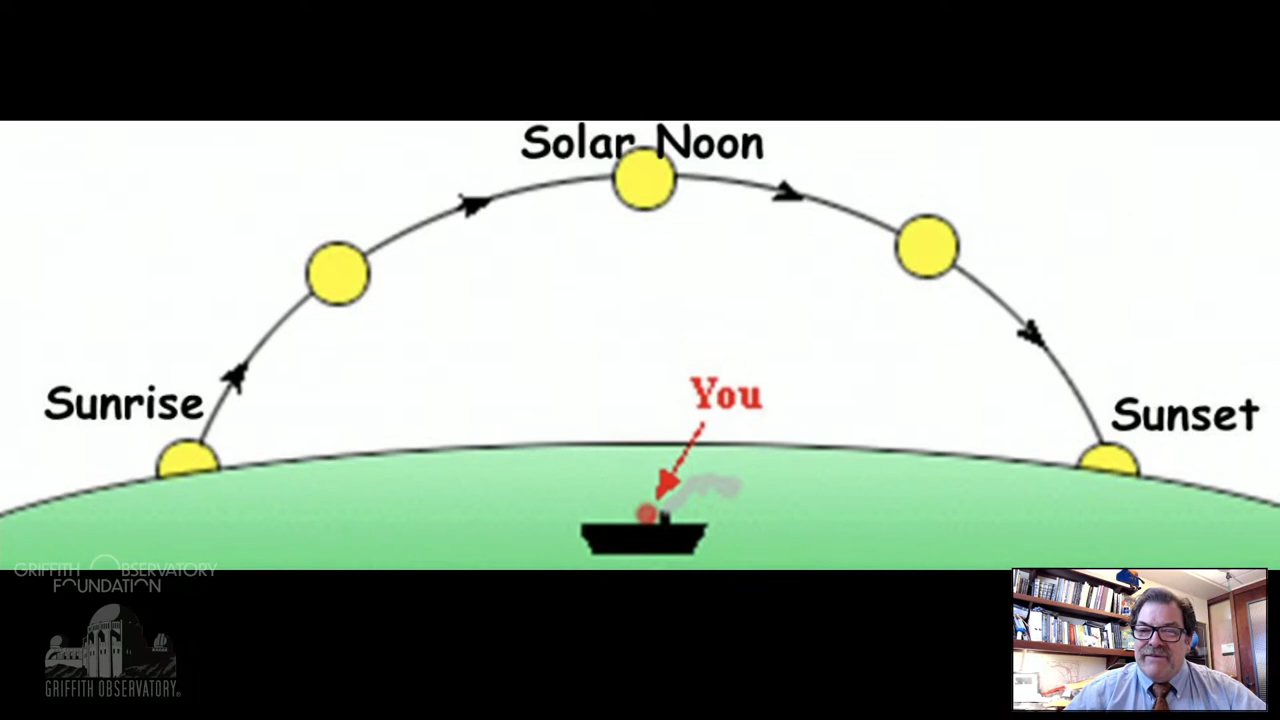 Solar Noon
Sunrise
You
Sunset
GRIFFITH OBSERVATORY
FOUNDATION
GRIFFITH OBSERVATORY